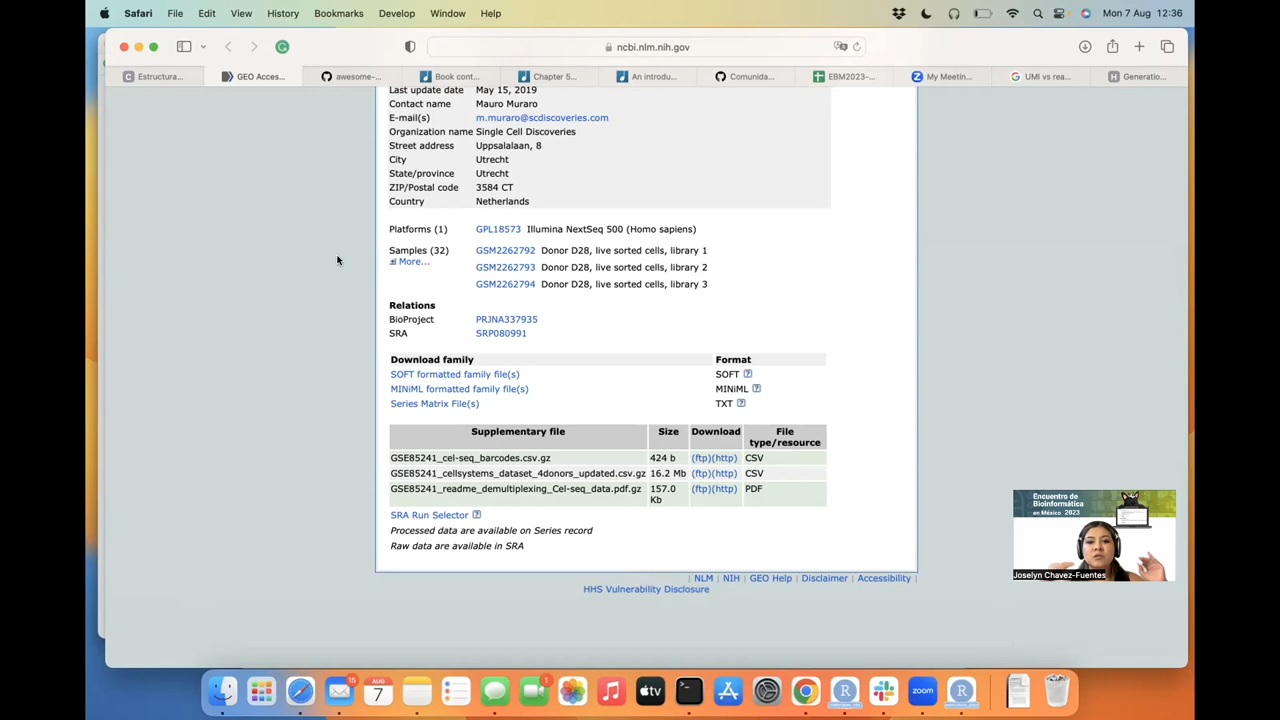 Safari File Edit View History Bookmarks Develop Window Help Mon 7 Aug 12:36
ncbi.nlm.nih.gov
Estructura... GEO Acces... awesome-... Book cont... Chapter 5... An introdu... Comunida... EBM2023-... My Meetin... UMI vs rea... Generatio...
Last update date May 15, 2019
Contact name Mauro Muraro
E-mail(s) m.muraro@scdiscoveries.com
Organization name Single Cell Discoveries
Street address Uppsalalaan, 8
City Utrecht
State/province Utrecht
ZIP/Postal code 3584 CT
Country Netherlands
Platforms (1) GPL18573 Illumina NextSeq 500 (Homo sapiens)
Samples (32) GSM2262792 Donor D28, live sorted cells, library 1
More... GSM2262793 Donor D28, live sorted cells, library 2
GSM2262794 Donor D28, live sorted cells, library 3
Relations
BioProject PRJNA337935
SRA SRP080991
Download family Format
SOFT formatted family file(s) SOFT ?
MINiML formatted family file(s) MINiML ?
Series Matrix File(s) TXT ?
Supplementary file Size Download File
type/resource
GSE85241_cel-seq_barcodes.csv.gz 424 b (ftp)(http) CSV
GSE85241_cellsystems_dataset_4donors_updated.csv.gz 16.2 Mb (ftp)(http) CSV
GSE85241_readme_demultiplexing_Cel-seq_data.pdf.gz 157.0 (ftp)(http) PDF
Kb
SRA Run Selector ?
Processed data are available on Series record
Raw data are available in SRA
| NLM | NIH | GEO Help | Disclaimer | Accessibility |
HHS Vulnerability Disclosure
Encuentro de
Bioinformática
en México 2023
Joselyn Chavez-Fuentes
15
AUG
7
1
tv
R
zoom
R